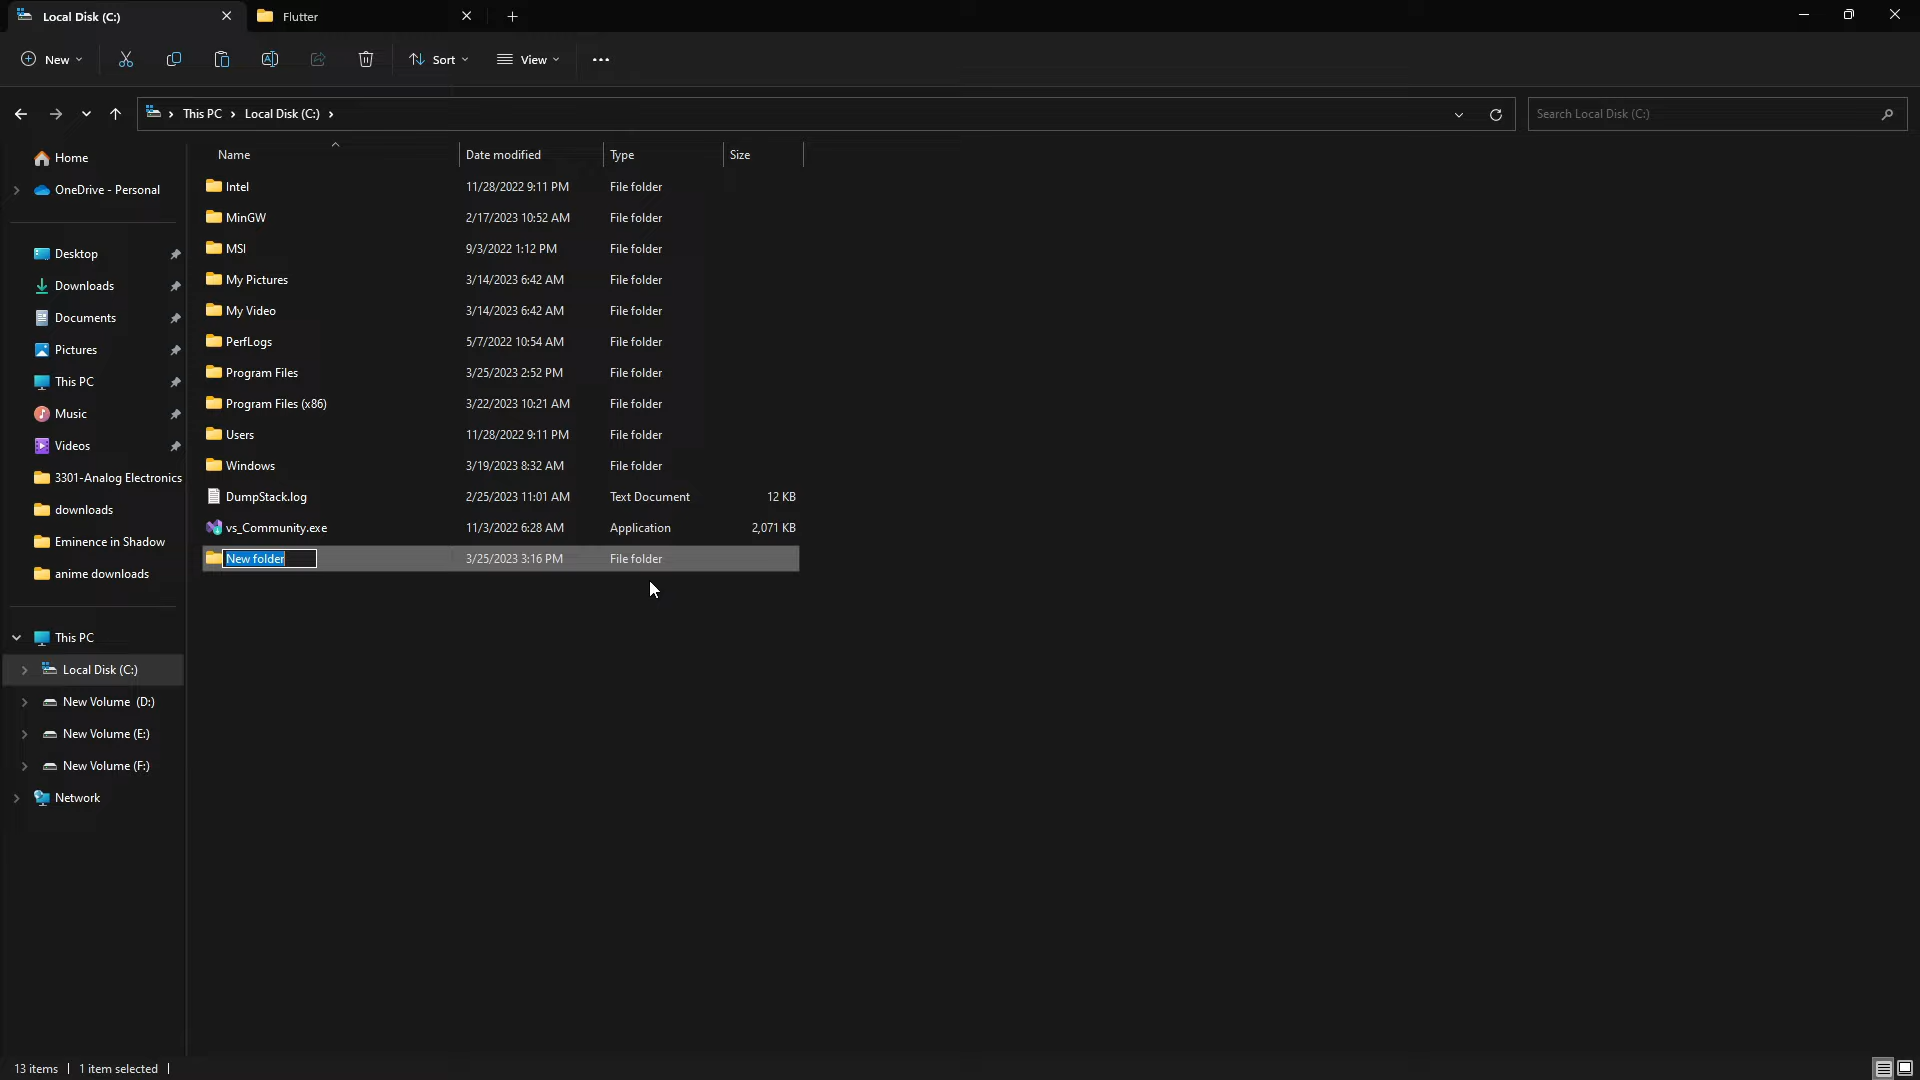 Local Disk (C:)
Flutter
New
Sort
View
This PC
Local Disk (C:)
Search Local Disk (C:)
Home
OneDrive - Personal
Desktop
Downloads
Documents
Pictures
This PC
Music
Videos
3301-Analog Electronics
downloads
Eminence in Shadow
anime downloads
This PC
Local Disk (C:)
New Volume (D:)
New Volume (E:)
New Volume (F:)
Network
Name Date modified Type Size
Intel 11/28/2022 9:11 PM File folder
MinGW 2/17/2023 10:52 AM File folder
MSI 9/3/2022 1:12 PM File folder
My Pictures 3/14/2023 6:42 AM File folder
My Video 3/14/2023 6:42 AM File folder
PerfLogs 5/7/2022 10:54 AM File folder
Program Files 3/25/2023 2:52 PM File folder
Program Files (x86) 3/22/2023 10:21 AM File folder
Users 11/28/2022 9:11 PM File folder
Windows 3/19/2023 8:32 AM File folder
DumpStack.log 2/25/2023 11:01 AM Text Document 12 KB
vs_Community.exe 11/3/2022 6:28 AM Application 2,071 KB
New folder 3/25/2023 3:16 PM File folder
13 items
1 item selected